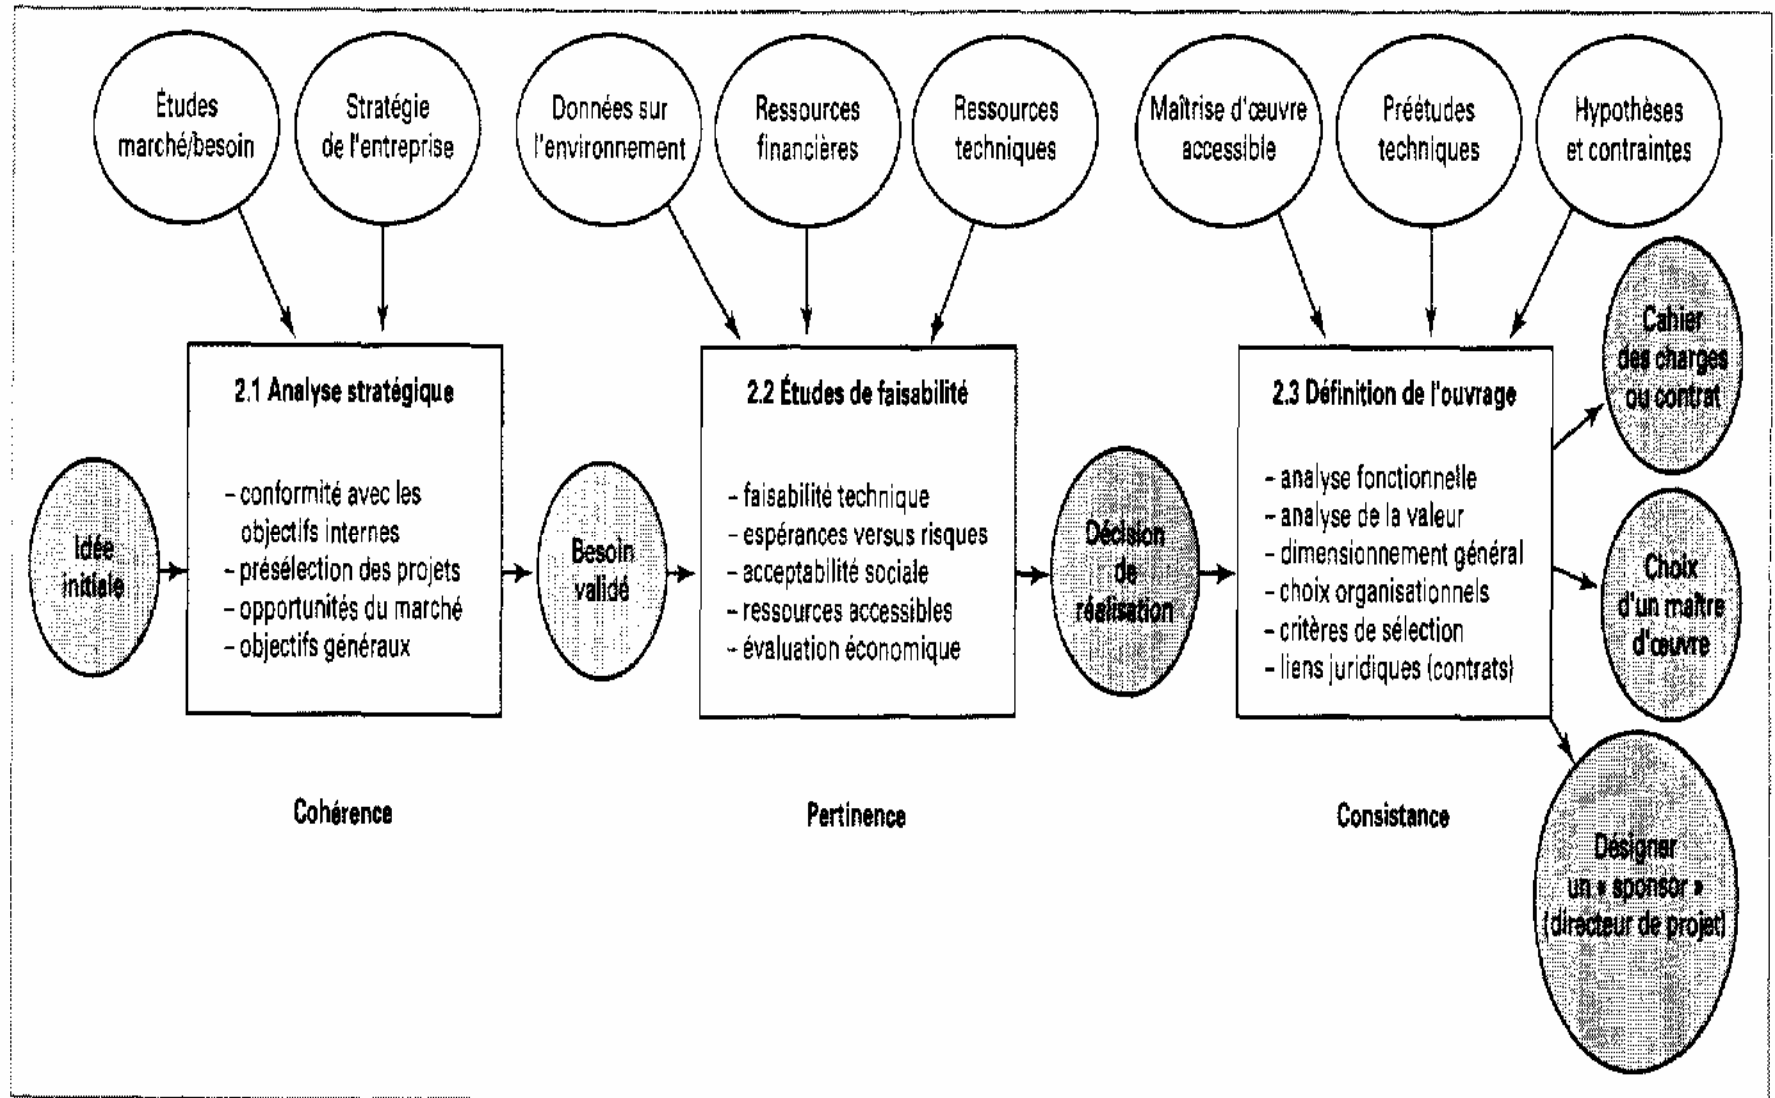 Études
marché/besoin
Stratégie
de l'entreprise
Données sur
l'environnement
Ressources
financières
Ressources
techniques
Maîtrise d'œuvre
accessible
Préétudes
techniques
Hypothèses
et contraintes
Idée
initiale
2.1 Analyse stratégique
– conformité avec les
objectifs internes
– présélection des projets
– opportunités du marché
– objectifs généraux
Besoin
validé
2.2 Études de faisabilité
– faisabilité technique
– espérances versus risques
– acceptabilité sociale
– ressources accessibles
– évaluation économique
Décision
de
réalisation
2.3 Définition de l'ouvrage
– analyse fonctionnelle
– analyse de la valeur
– dimensionnement général
– choix organisationnels
– critères de sélection
– liens juridiques (contrats)
Cahier
des charges
ou contrat
Choix
d'un maître
d'œuvre
Désigner
un « sponsor »
(directeur de projet)
Cohérence
Pertinence
Consistance